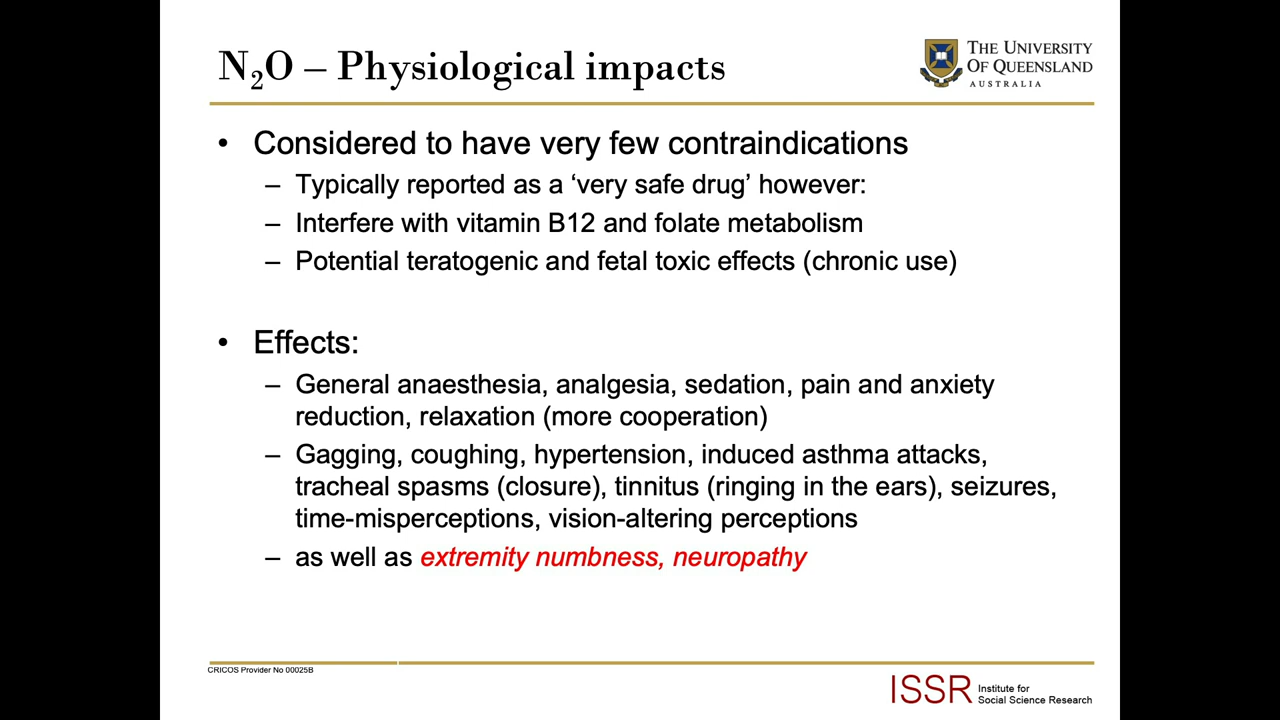 N₂O – Physiological impacts
THE UNIVERSITY
OF QUEENSLAND
AUSTRALIA
• Considered to have very few contraindications
– Typically reported as a ‘very safe drug’ however:
– Interfere with vitamin B12 and folate metabolism
– Potential teratogenic and fetal toxic effects (chronic use)
• Effects:
– General anaesthesia, analgesia, sedation, pain and anxiety
reduction, relaxation (more cooperation)
– Gagging, coughing, hypertension, induced asthma attacks,
tracheal spasms (closure), tinnitus (ringing in the ears), seizures,
time-misperceptions, vision-altering perceptions
– as well as extremity numbness, neuropathy
CRICOS Provider No 00025B
ISSR Institute for
Social Science Research